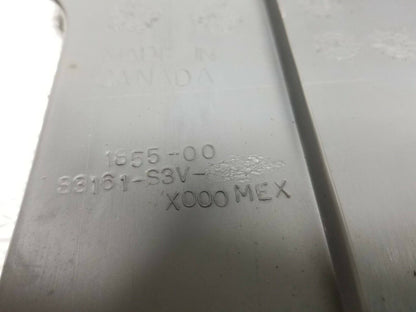 MADE IN
CANADA
1855-00
83161-S3V-
X000 MEX